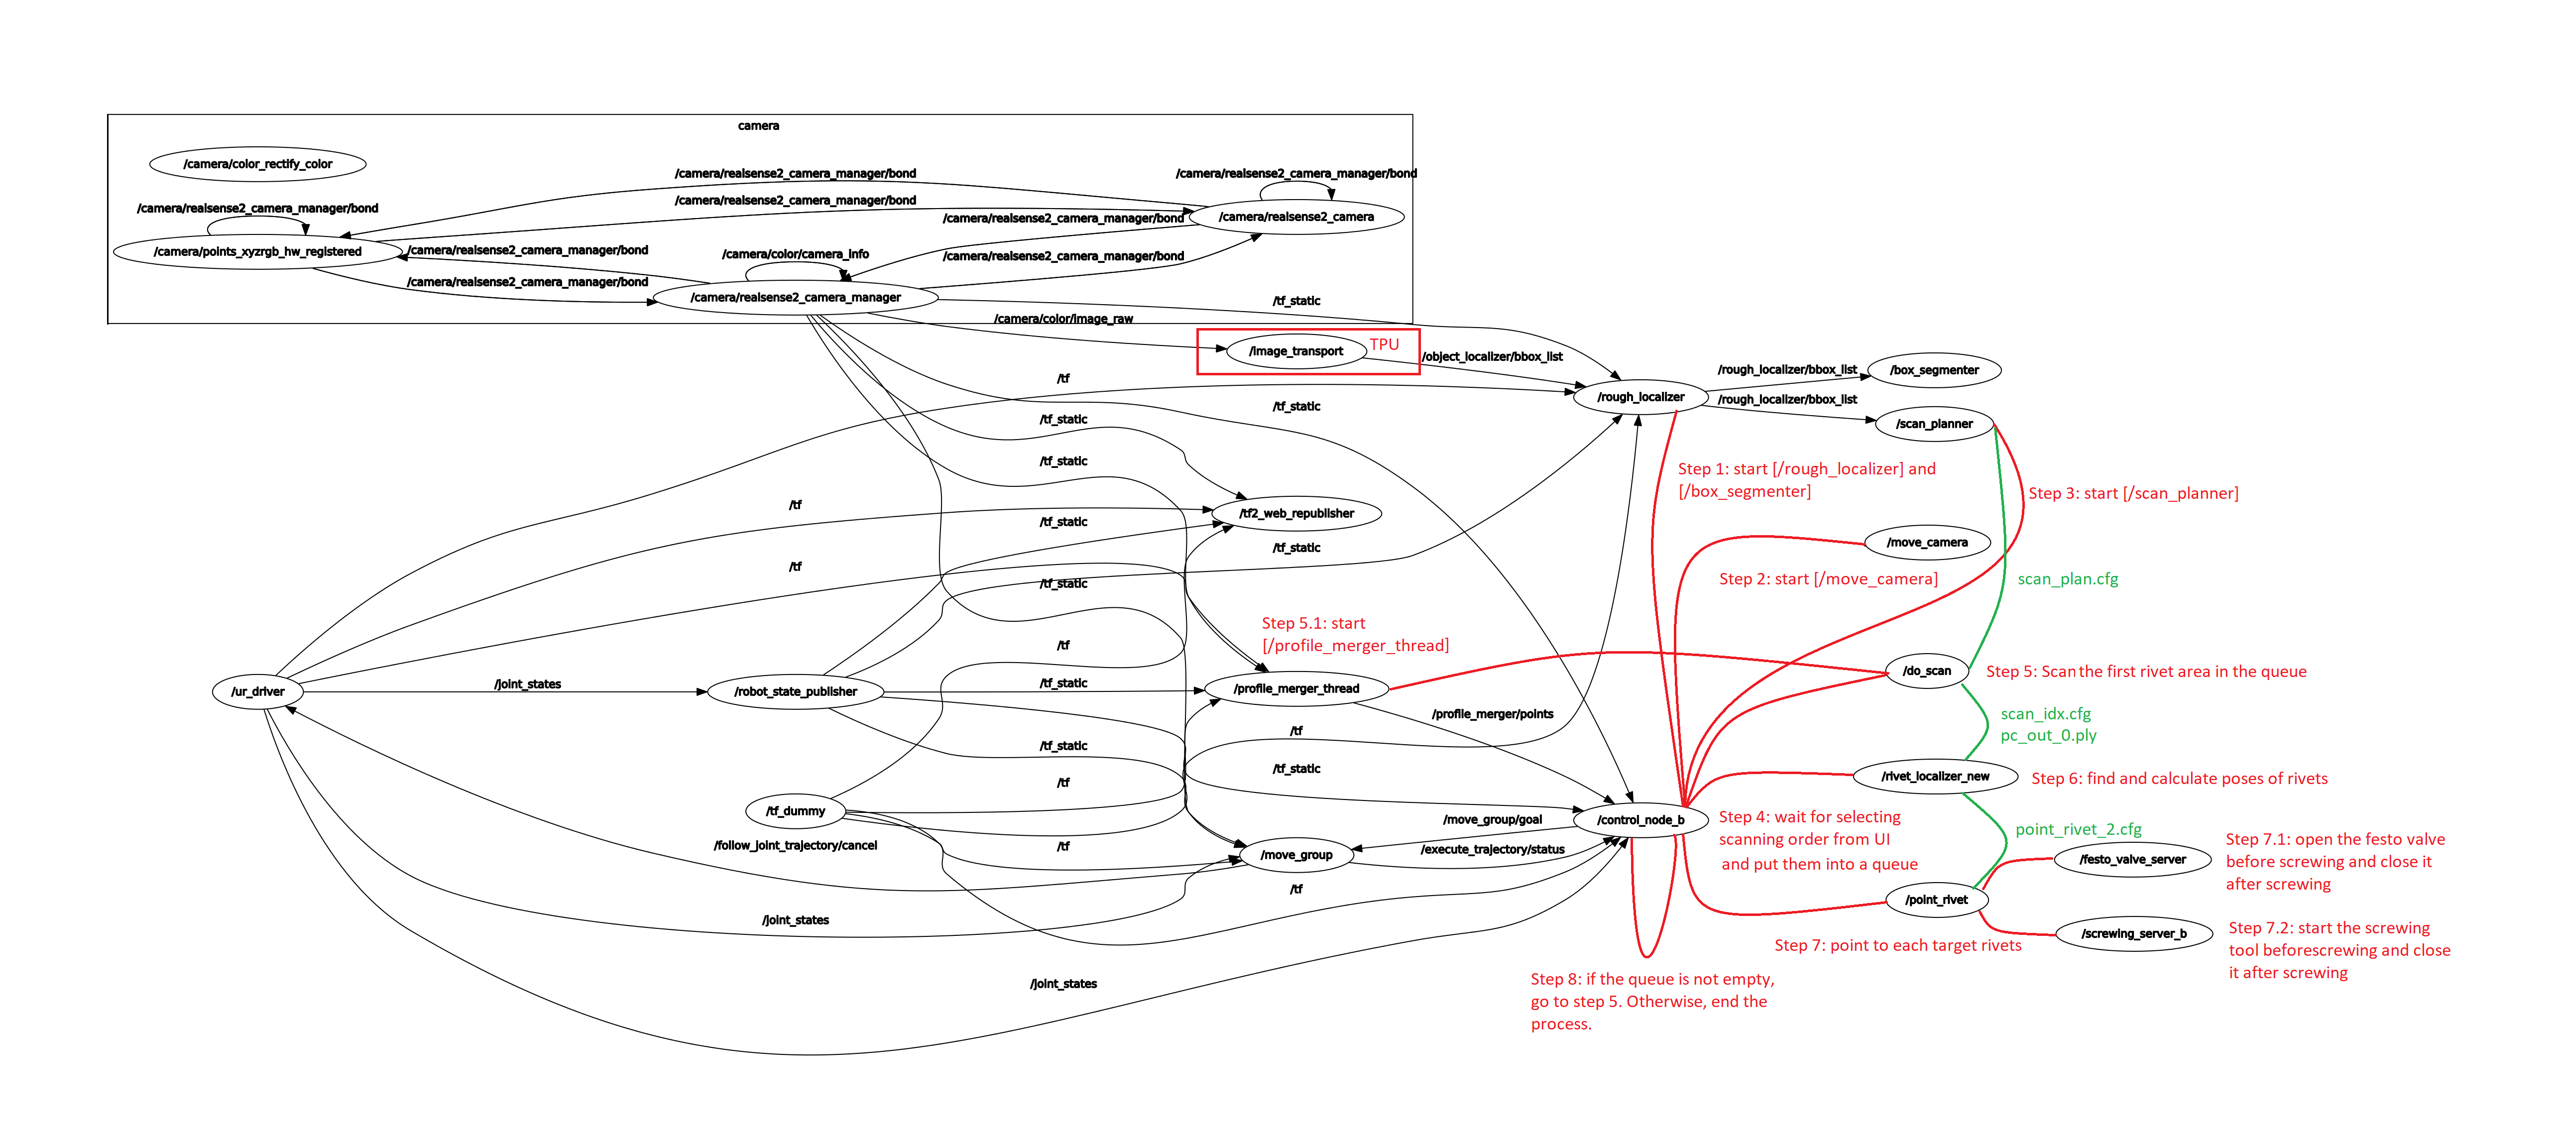 camera
/camera/color_rectify_color
/camera/realsense2_camera_manager/bond
/camera/realsense2_camera_manager/bond
/camera/realsense2_camera_manager/bond
/camera/realsense2_camera_manager/bond
/camera/realsense2_camera_manager/bond
/camera/realsense2_camera
/camera/points_xyzrgb_hw_registered
/camera/realsense2_camera_manager/bond
/camera/color/camera_info
/camera/realsense2_camera_manager/bond
/camera/realsense2_camera_manager/bond
/camera/realsense2_camera_manager
/tf_static
/camera/color/image_raw
/image_transport
TPU
/object_localizer/bbox_list
/rough_localizer/bbox_list
/box_segmenter
/tf
/rough_localizer
/rough_localizer/bbox_list
/tf_static
/tf_static
/scan_planner
/tf_static
Step 1: start [/rough_localizer] and
[/box_segmenter]
Step 3: start [/scan_planner]
/tf
/tf2_web_republisher
/tf_static
/tf_static
/move_camera
/tf
/tf_static
Step 2: start [/move_camera]
scan_plan.cfg
Step 5.1: start
[/profile_merger_thread]
/tf
/do_scan
Step 5: Scan the first rivet area in the queue
/ur_driver
/joint_states
/robot_state_publisher
/tf_static
/profile_merger_thread
/profile_merger/points
scan_idx.cfg
pc_out_0.ply
/tf
/tf_static
/tf_static
/rivet_localizer_new
Step 6: find and calculate poses of rivets
/tf
/tf_dummy
/move_group/goal
/control_node_b
Step 4: wait for selecting
scanning order from UI
and put them into a queue
point_rivet_2.cfg
/follow_joint_trajectory/cancel
/tf
/move_group
/execute_trajectory/status
/festo_valve_server
Step 7.1: open the festo valve
before screwing and close it
after screwing
/tf
/point_rivet
/joint_states
/screwing_server_b
Step 7.2: start the screwing
tool beforescrewing and close
it after screwing
Step 7: point to each target rivets
/joint_states
Step 8: if the queue is not empty,
go to step 5. Otherwise, end the
process.